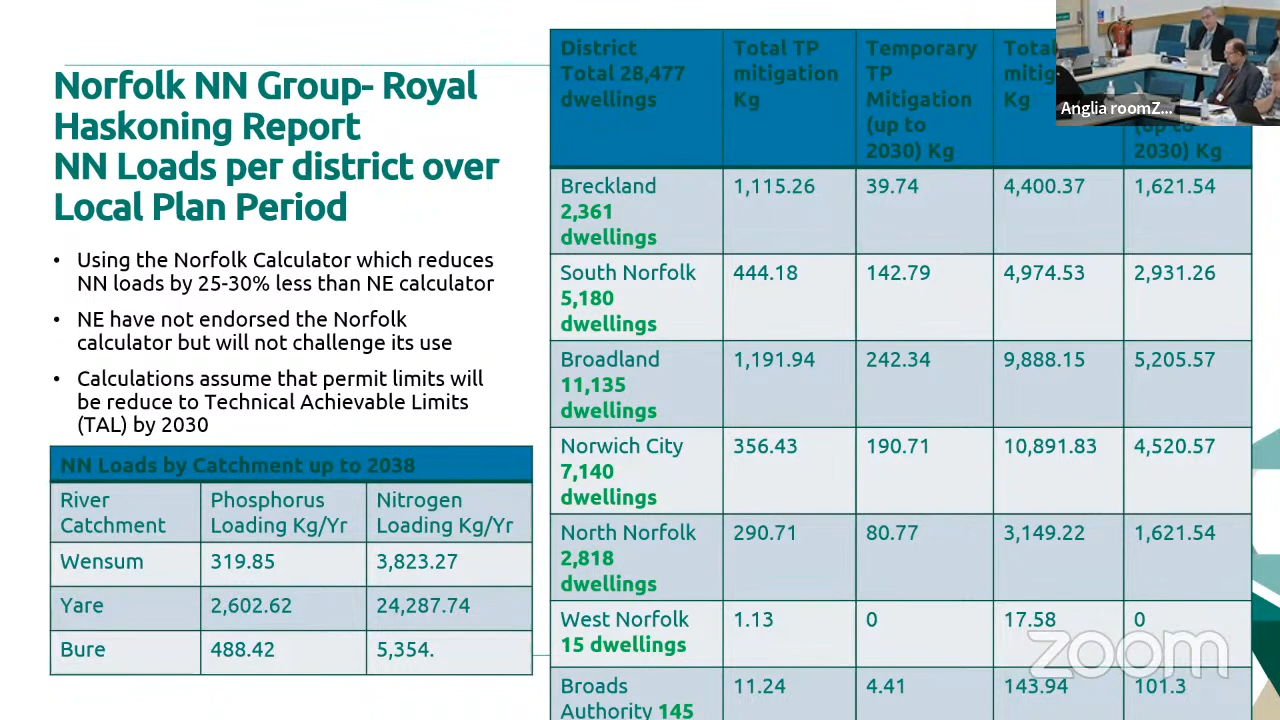 Norfolk NN Group- Royal
Haskoning Report
NN Loads per district over
Local Plan Period
• Using the Norfolk Calculator which reduces
NN loads by 25-30% less than NE calculator
• NE have not endorsed the Norfolk
calculator but will not challenge its use
• Calculations assume that permit limits will
be reduce to Technical Achievable Limits
(TAL) by 2030
NN Loads by Catchment up to 2038
River Catchment Phosphorus Loading Kg/Yr Nitrogen Loading Kg/Yr
Wensum 319.85 3,823.27
Yare 2,602.62 24,287.74
Bure 488.42 5,354.
District Total 28,477 dwellings Total TP mitigation Kg Temporary TP Mitigation (up to 2030) Kg Total Kg (up to 2030) Kg
Breckland 2,361 dwellings 1,115.26 39.74 4,400.37 1,621.54
South Norfolk 5,180 dwellings 444.18 142.79 4,974.53 2,931.26
Broadland 11,135 dwellings 1,191.94 242.34 9,888.15 5,205.57
Norwich City 7,140 dwellings 356.43 190.71 10,891.83 4,520.57
North Norfolk 2,818 dwellings 290.71 80.77 3,149.22 1,621.54
West Norfolk 15 dwellings 1.13 0 17.58 0
Broads Authority 145 11.24 4.41 143.94 101.3
Anglia roomZ...
zoom